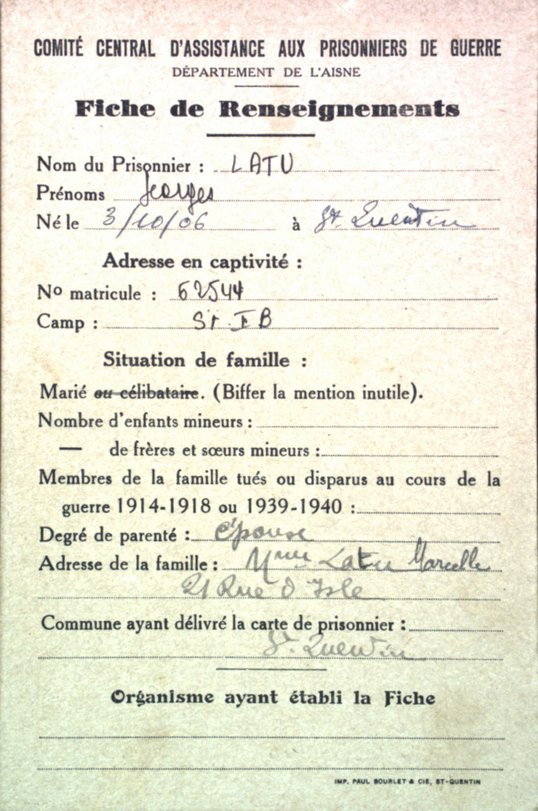 COMITÉ CENTRAL D'ASSISTANCE AUX PRISONNIERS DE GUERRE
DÉPARTEMENT DE L'AISNE
Fiche de Renseignements
Nom du Prisonnier : LATU
Prénoms Georges
Né le 3/10/06 à St. Quentin
Adresse en captivité :
No matricule : 62544
Camp : St. I B
Situation de famille :
Marié ou célibataire. (Biffer la mention inutile).
Nombre d'enfants mineurs :
— de frères et sœurs mineurs :
Membres de la famille tués ou disparus au cours de la
guerre 1914-1918 ou 1939-1940 :
Degré de parenté : épouse
Adresse de la famille : Mme Latu Marcelle
21 Rue d'Isle
Commune ayant délivré la carte de prisonnier :
St. Quentin
Organisme ayant établi la Fiche
IMP. PAUL BOURLET & CIE, ST-QUENTIN